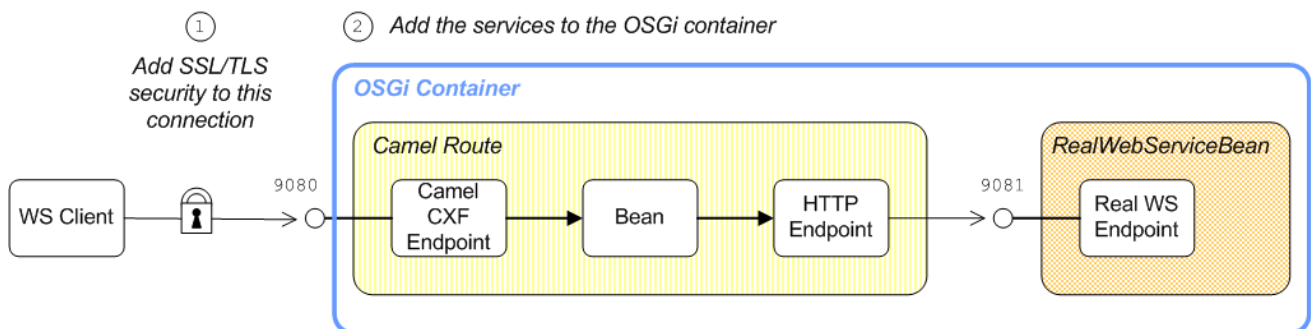 1
2 Add the services to the OSGi container
Add SSL/TLS
security to this
connection
OSGi Container
Camel Route
RealWebServiceBean
WS Client
9080
Camel
CXF
Endpoint
Bean
HTTP
Endpoint
9081
Real WS
Endpoint